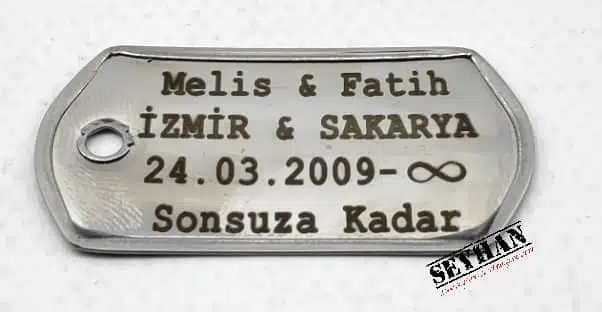 Melis & Fatih
İZMİR & SAKARYA
24.03.2009-∞
Sonsuza Kadar
SEYHAN